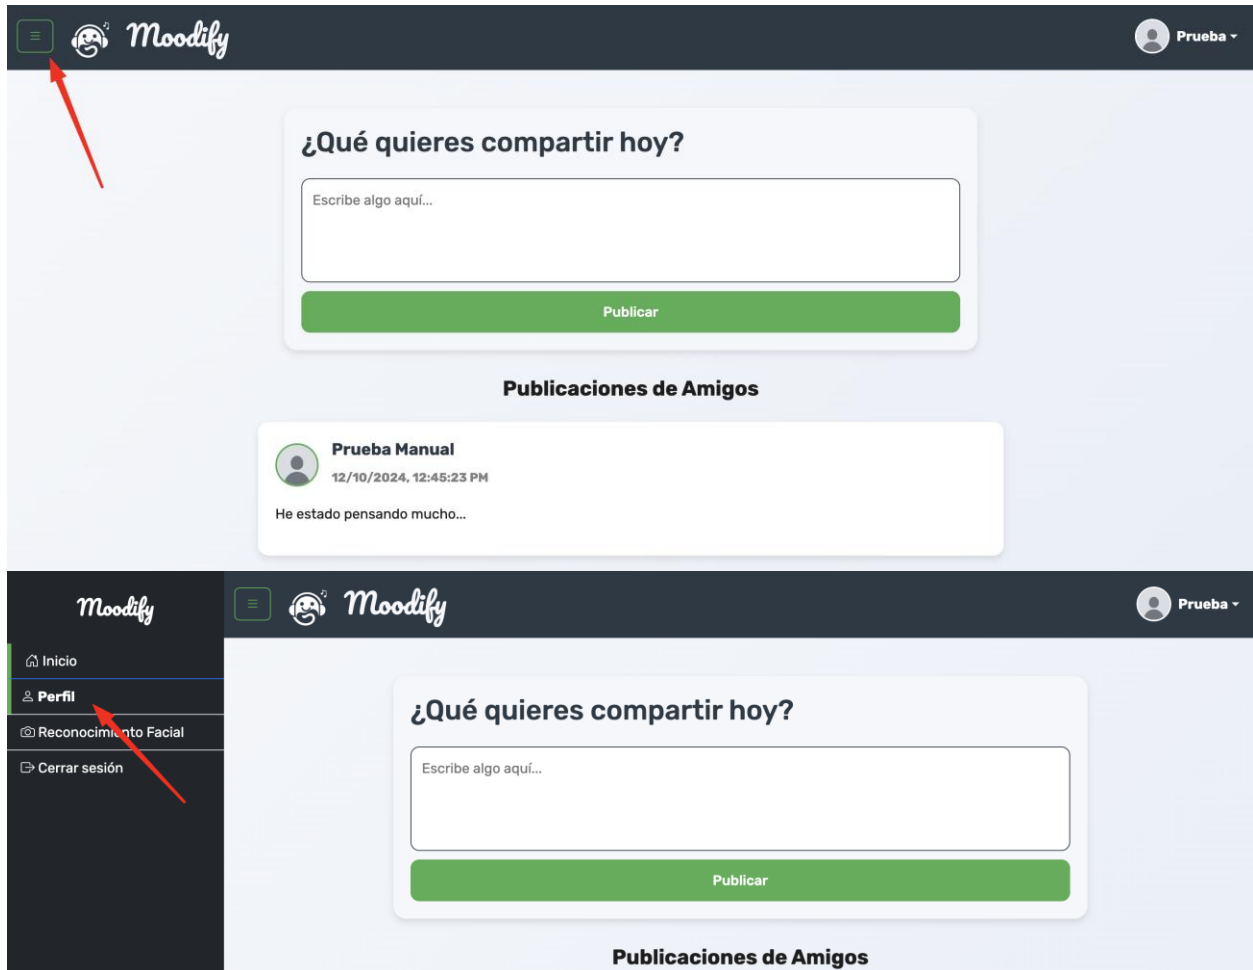 Moodify
Prueba
¿Qué quieres compartir hoy?
Escribe algo aquí...
Publicar
Publicaciones de Amigos
Prueba Manual
12/10/2024, 12:45:23 PM
He estado pensando mucho...
Moodify
Inicio
Perfil
Reconocimiento Facial
Cerrar sesión
Moodify
Prueba
¿Qué quieres compartir hoy?
Escribe algo aquí...
Publicar
Publicaciones de Amigos